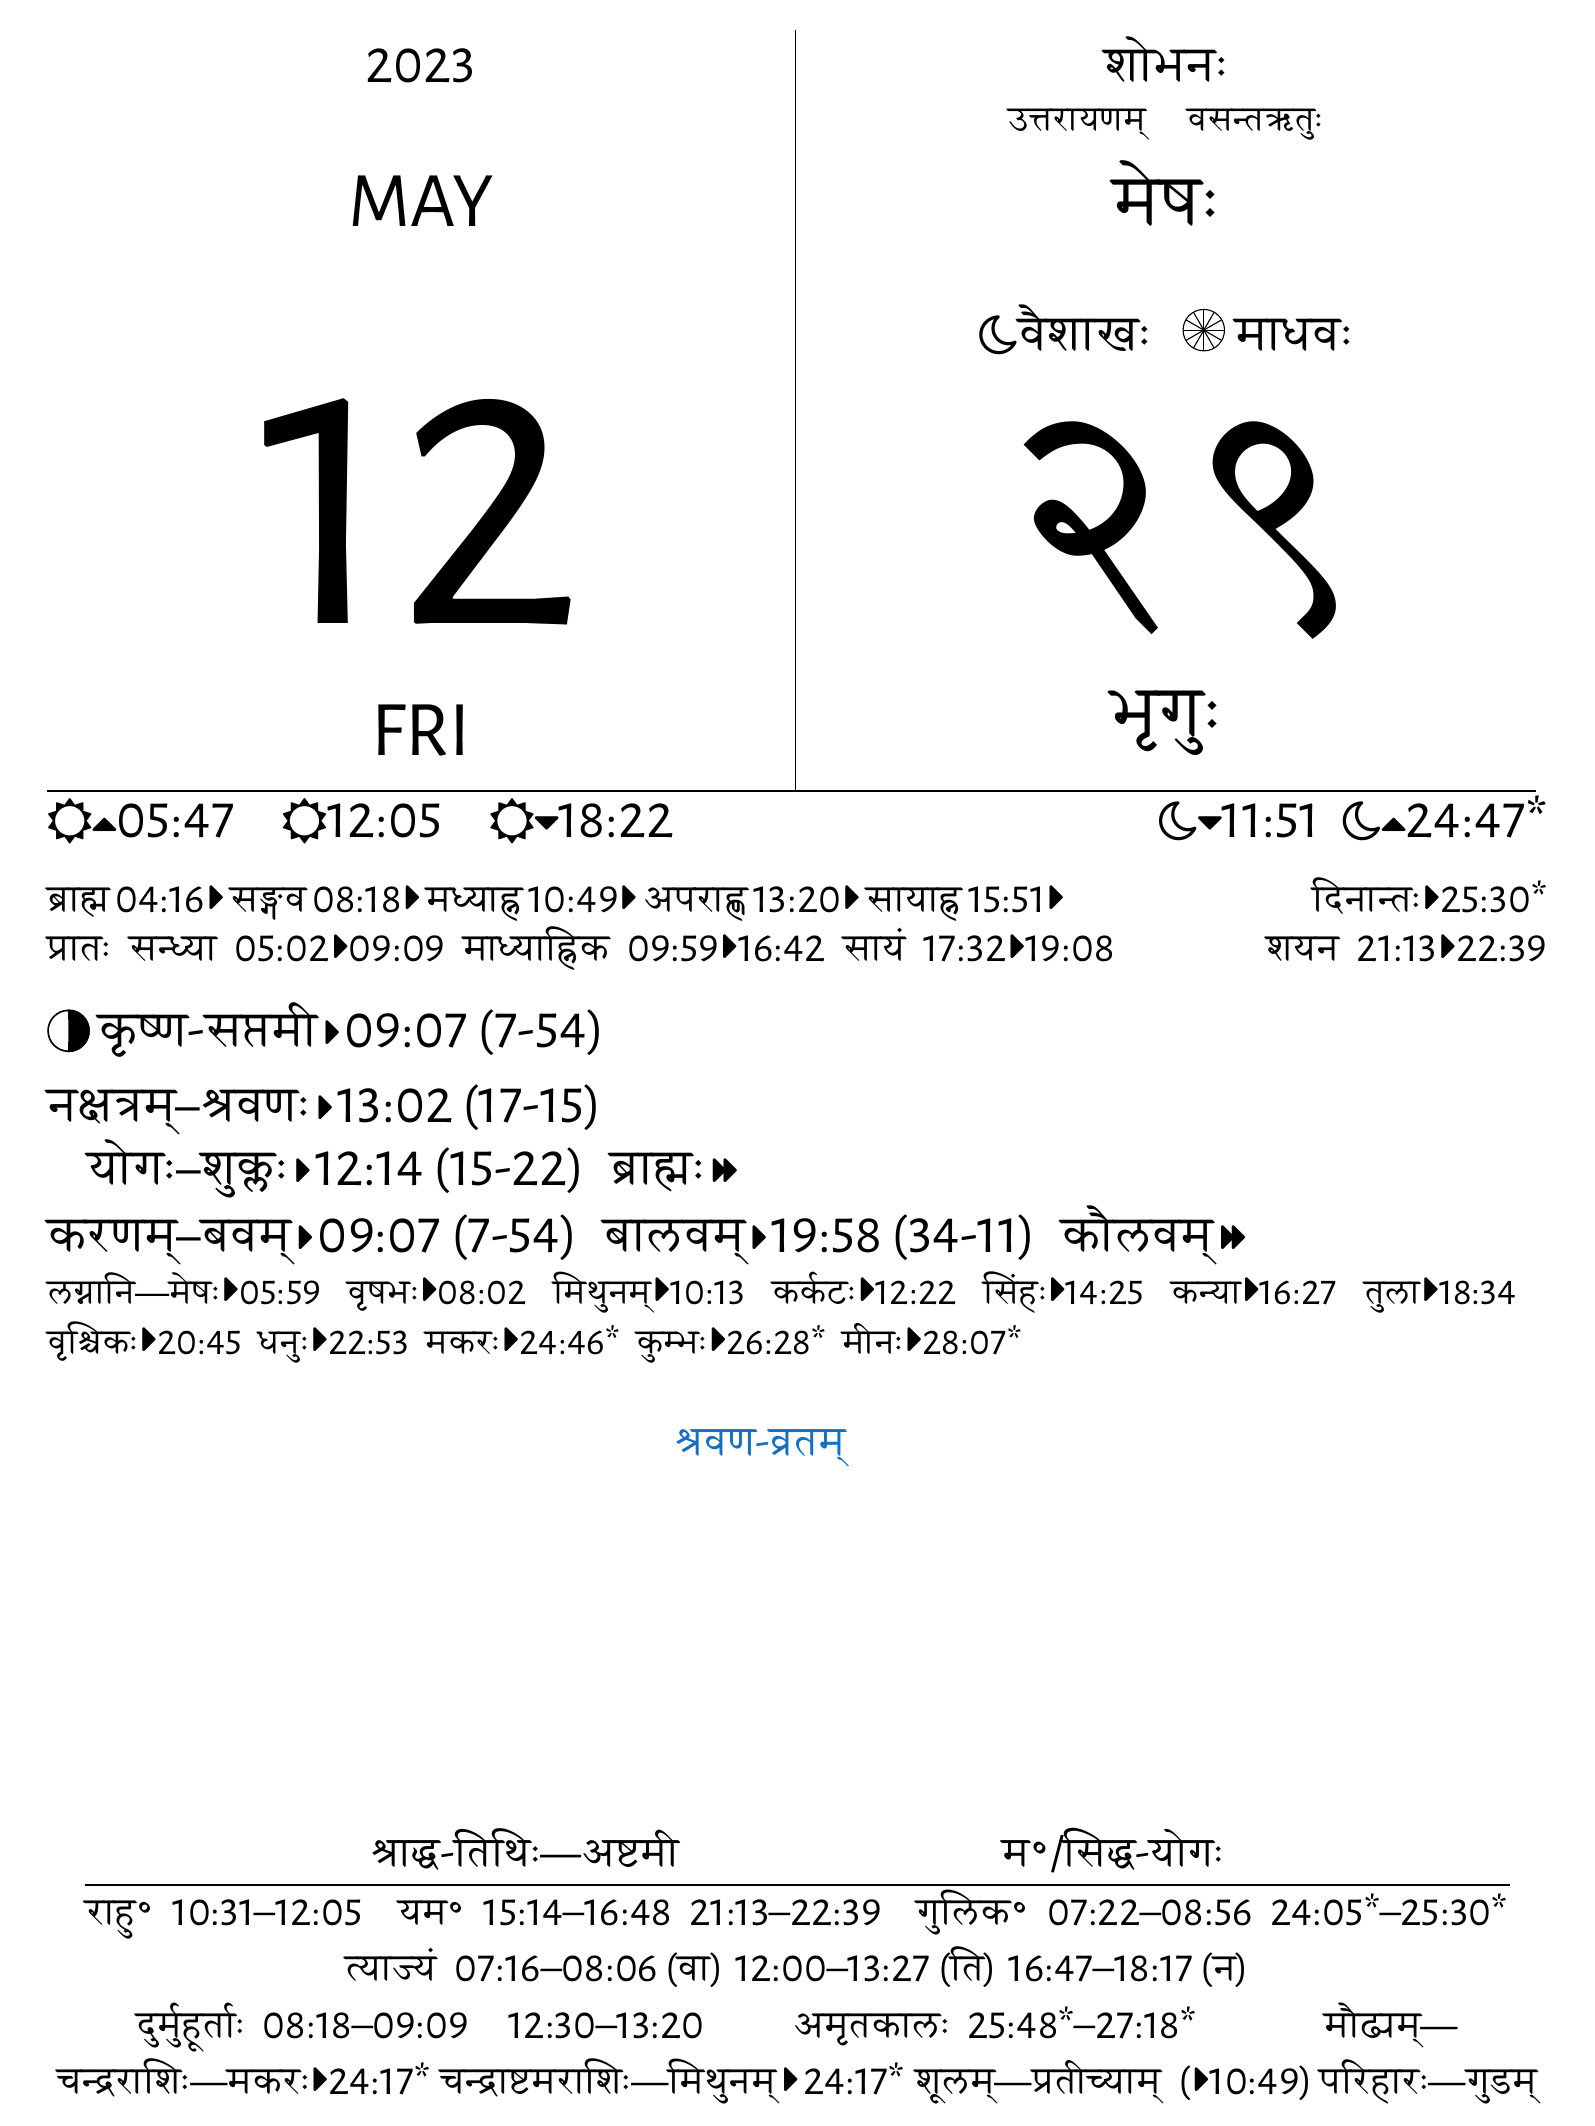 2023
MAY
12
FRI
शोभनः
उत्तरायणम् वसन्तऋतुः
मेषः
वैशाखः माधवः
२९
भृगुः
05:47 12:05 18:22 11:51 24:47*
ब्राह्म 04:16 सङ्गव 08:18 मध्याह्न 10:49 अपराह्ण 13:20 सायाह्न 15:51 दिनान्तः 25:30*
प्रातः सन्ध्या 05:02 09:09 माध्याह्निक 09:59 16:42 सायं 17:32 19:08 शयन 21:13 22:39
कृष्ण-सप्तमी 09:07 (7-54)
नक्षत्रम्–श्रवणः 13:02 (17-15)
योगः–शुक्लः 12:14 (15-22) ब्राह्मः
करणम्–बवम् 09:07 (7-54) बालवम् 19:58 (34-11) कौलवम्
लग्नानि—मेषः 05:59 वृषभः 08:02 मिथुनम् 10:13 कर्कटः 12:22 सिंहः 14:25 कन्या 16:27 तुला 18:34
वृश्चिकः 20:45 धनुः 22:53 मकरः 24:46* कुम्भः 26:28* मीनः 28:07*
श्रवण-व्रतम्
श्राद्ध-तिथिः—अष्टमी म°/सिद्ध-योगः
राहु° 10:31–12:05 यम° 15:14–16:48 21:13–22:39 गुलिक° 07:22–08:56 24:05*–25:30*
त्याज्यं 07:16–08:06 (वा) 12:00–13:27 (ति) 16:47–18:17 (न)
दुर्मुहूर्ताः 08:18–09:09 12:30–13:20 अमृतकालः 25:48*–27:18* मौढ्यम्—
चन्द्रराशिः—मकरः 24:17* चन्द्राष्टमराशिः—मिथुनम् 24:17* शूलम्—प्रतीच्याम् (10:49) परिहारः—गुडम्